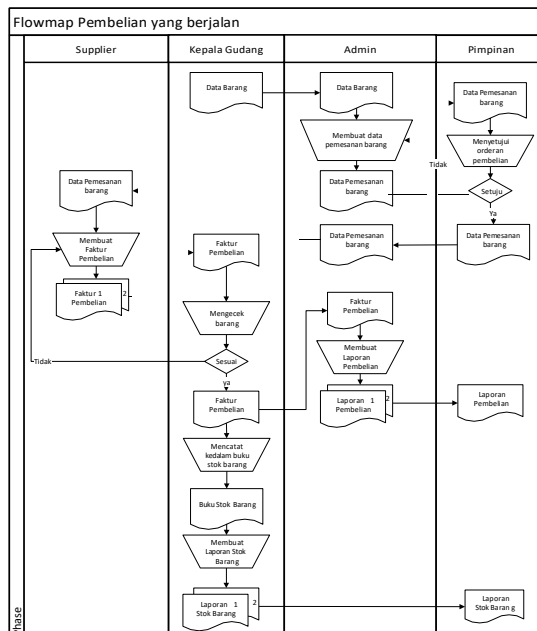 Flowmap Pembelian yang berjalan
Supplier
Kepala Gudang
Admin
Pimpinan
Data Barang
Data Barang
Data Pemesanan
barang
Membuat data
pemesanan barang
Menyetujui
orderan
pembelian
Tidak
Data Pemesanan
barang
Data Pemesanan
barang
Setuju
Ya
Membuat
Faktur
Pembelian
Faktur
Pembelian
Data Pemesanan
barang
Data Pemesanan
barang
Faktur 1
Pembelian
2
Mengecek
barang
Faktur
Pembelian
Tidak
Sesuai
ya
Membuat
Laporan
Pembelian
Faktur
Pembelian
Laporan 1
Pembelian
2
Laporan
Pembelian
Mencatat
kedalam buku
stok barang
Buku Stok Barang
Membuat
Laporan Stok
Barang
Laporan 1
Stok Barang
2
Laporan
Stok Baran g
Phase